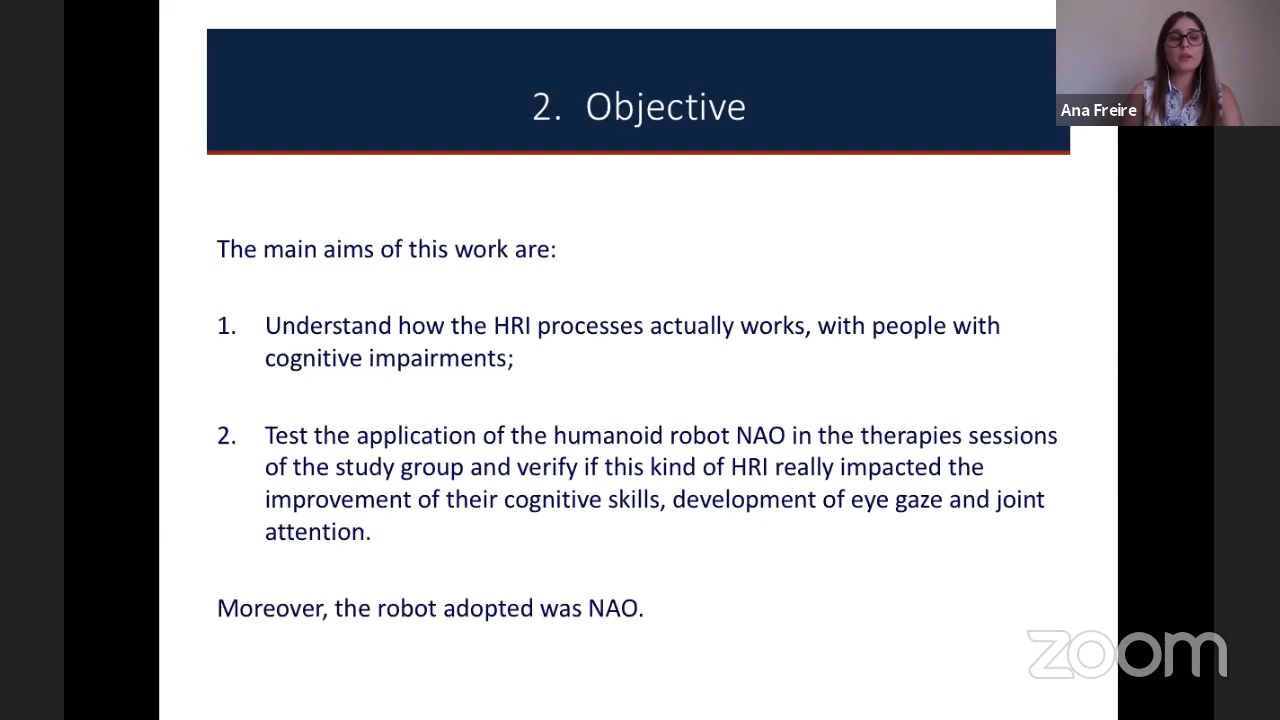 2. Objective
Ana Freire
The main aims of this work are:
1. Understand how the HRI processes actually works, with people with
cognitive impairments;
2. Test the application of the humanoid robot NAO in the therapies sessions
of the study group and verify if this kind of HRI really impacted the
improvement of their cognitive skills, development of eye gaze and joint
attention.
Moreover, the robot adopted was NAO.
zoom